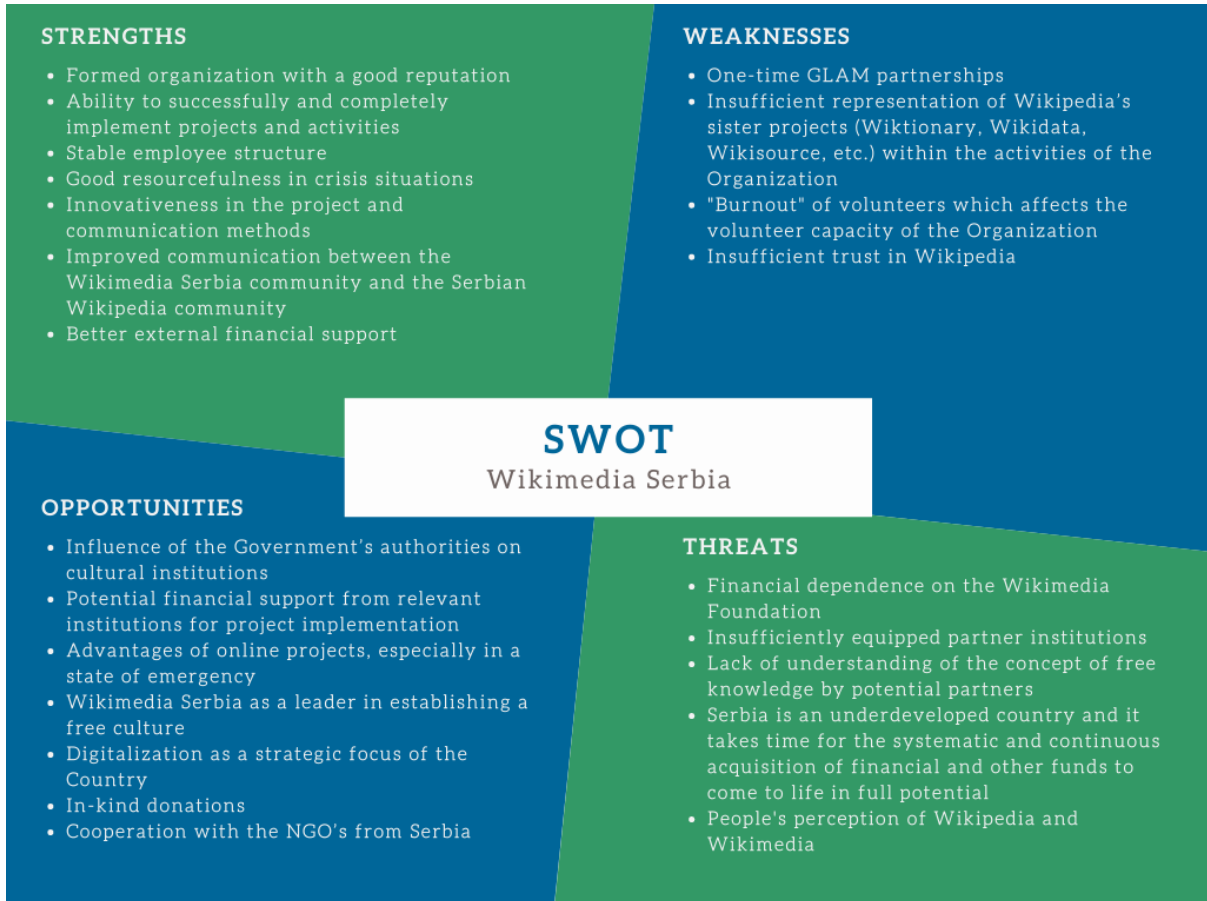 STRENGTHS
• Formed organization with a good reputation
• Ability to successfully and completely
implement projects and activities
• Stable employee structure
• Good resourcefulness in crisis situations
• Innovativeness in the project and
communication methods
• Improved communication between the
Wikimedia Serbia community and the Serbian
Wikipedia community
• Better external financial support
WEAKNESSES
• One-time GLAM partnerships
• Insufficient representation of Wikipedia's
sister projects (Wiktionary, Wikidata,
Wikisource, etc.) within the activities of the
Organization
• "Burnout" of volunteers which affects the
volunteer capacity of the Organization
• Insufficient trust in Wikipedia
SWOT
Wikimedia Serbia
OPPORTUNITIES
• Influence of the Government's authorities on
cultural institutions
• Potential financial support from relevant
institutions for project implementation
• Advantages of online projects, especially in a
state of emergency
• Wikimedia Serbia as a leader in establishing a
free culture
• Digitalization as a strategic focus of the
Country
• In-kind donations
• Cooperation with the NGO's from Serbia
THREATS
• Financial dependence on the Wikimedia
Foundation
• Insufficiently equipped partner institutions
• Lack of understanding of the concept of free
knowledge by potential partners
• Serbia is an underdeveloped country and it
takes time for the systematic and continuous
acquisition of financial and other funds to
come to life in full potential
• People's perception of Wikipedia and
Wikimedia